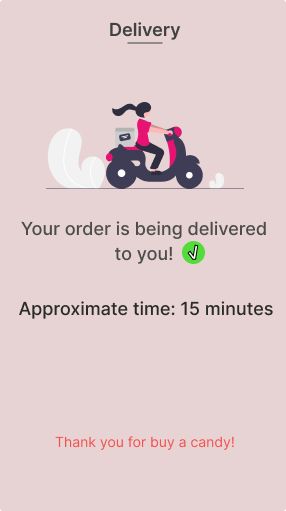 Delivery
Your order is being delivered
to you!
Approximate time: 15 minutes
Thank you for buy a candy!